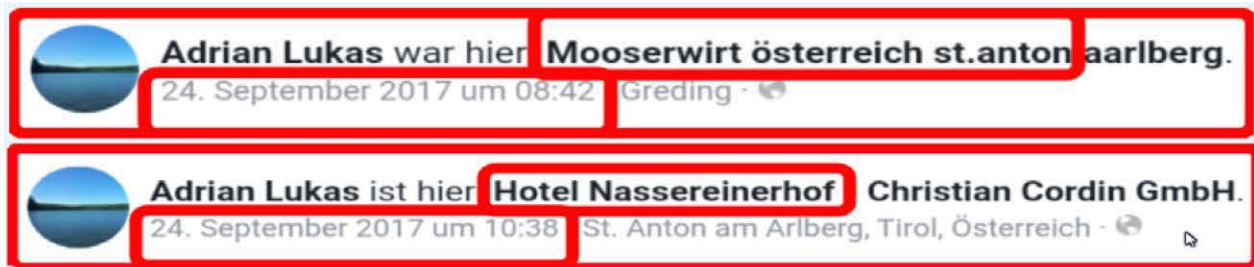 Adrian Lukas war hier Mooserwirt österreich st.anton aarlberg.
24. September 2017 um 08:42 Greding ·
Adrian Lukas ist hier Hotel Nassereinerhof Christian Cordin GmbH.
24. September 2017 um 10:38 St. Anton am Arlberg, Tirol, Österreich ·